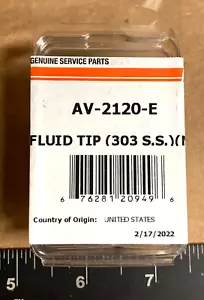 GENUINE SERVICE PARTS
AV-2120-E
FLUID TIP (303 S.S.)(N
6 76281 20949 6
Country of Origin: UNITED STATES
2/17/2022
5 6 7